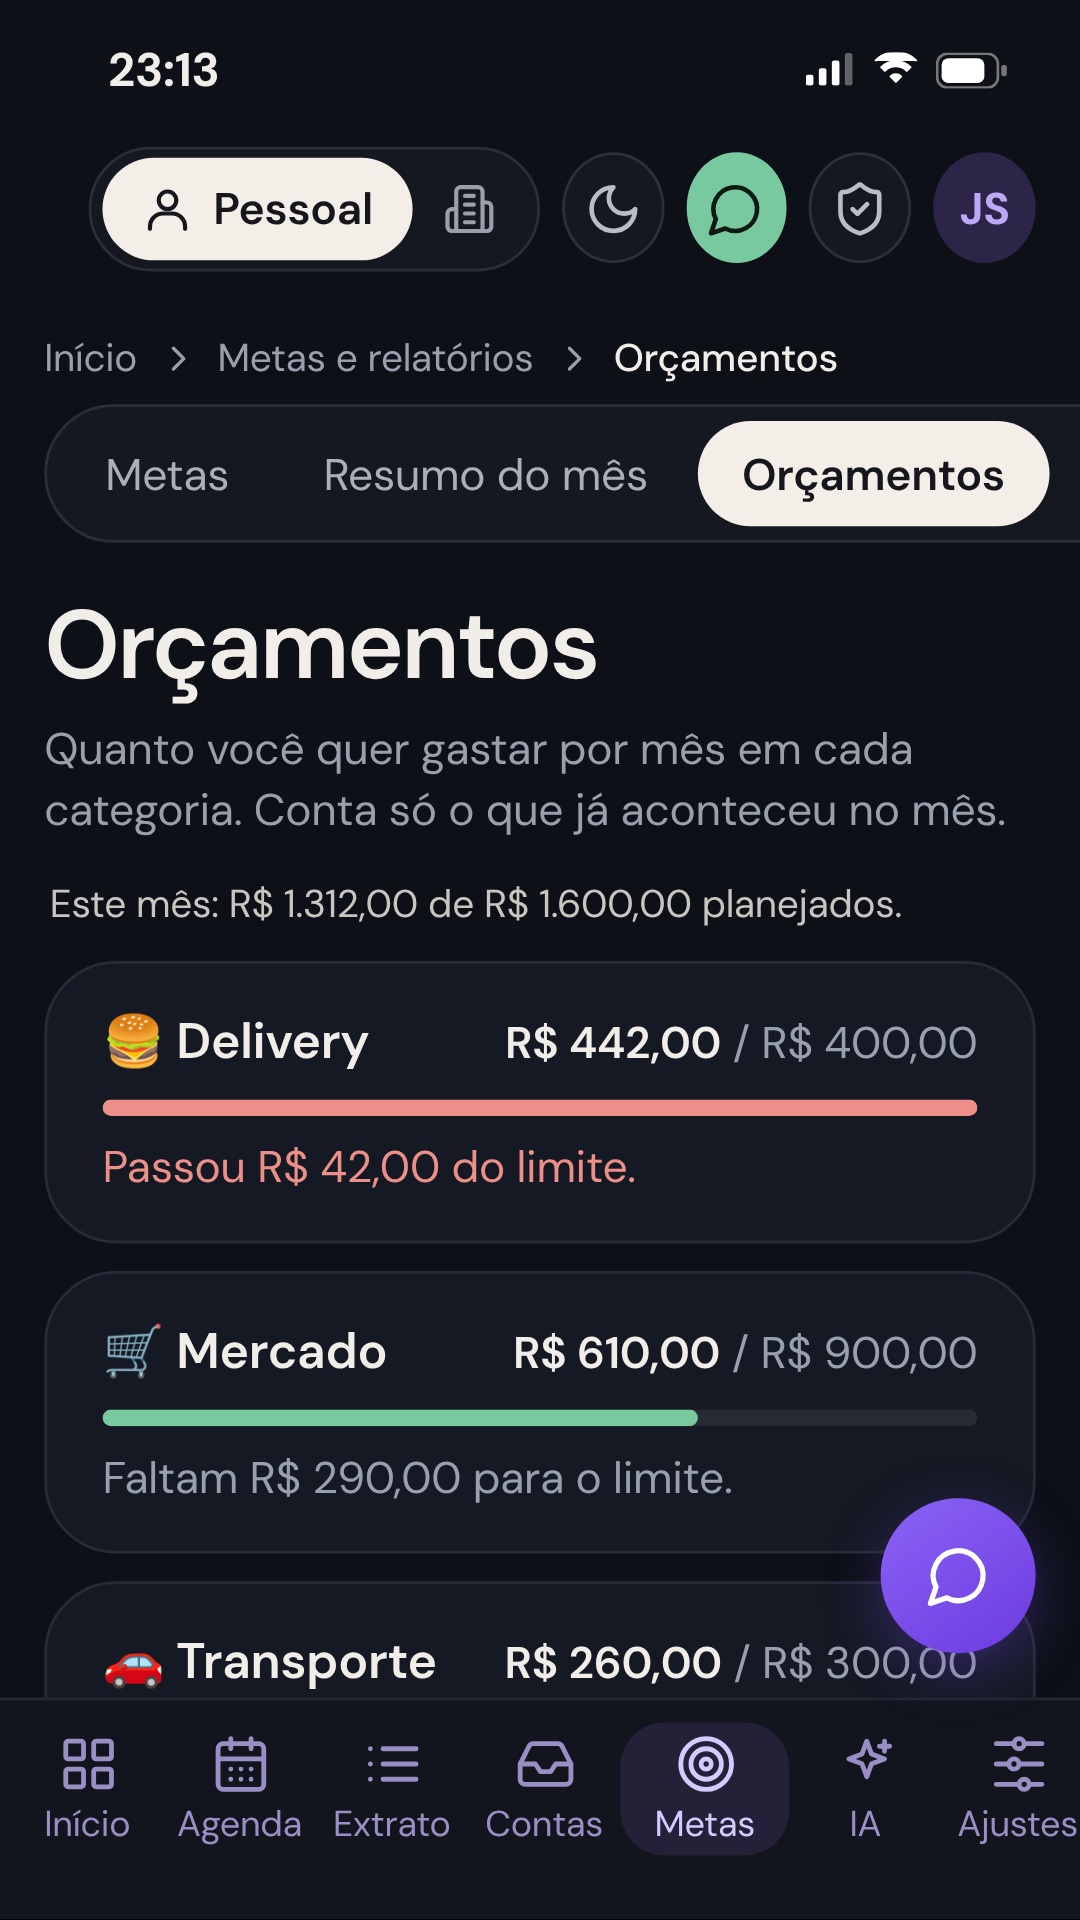 23:13
Pessoal
JS
Início > Metas e relatórios > Orçamentos
Metas
Resumo do mês
Orçamentos
Orçamentos
Quanto você quer gastar por mês em cada
categoria. Conta só o que já aconteceu no mês.
Este mês: R$ 1.312,00 de R$ 1.600,00 planejados.
Delivery R$ 442,00 / R$ 400,00
Passou R$ 42,00 do limite.
Mercado R$ 610,00 / R$ 900,00
Faltam R$ 290,00 para o limite.
Transporte R$ 260,00 / R$ 300,00
Início
Agenda
Extrato
Contas
Metas
IA
Ajustes